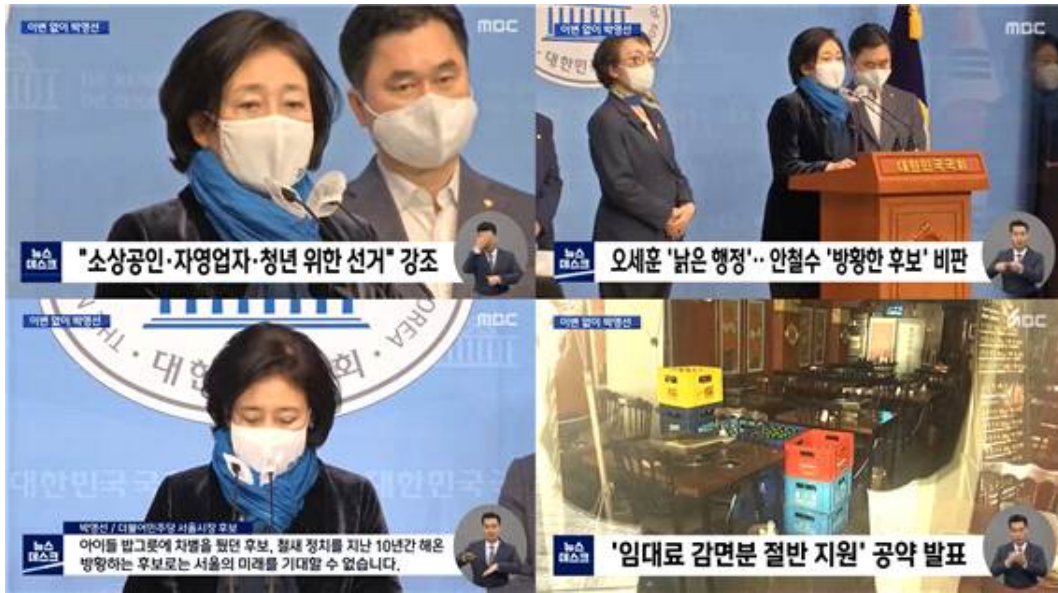 이변 없이 박영선
MBC
뉴스
데스크
"소상공인·자영업자·청년 위한 선거" 강조
이변 없이 박영선
MBC
대한민국
대한민국국회
뉴스
데스크
오세훈 '낡은 행정'‥ 안철수 '방황한 후보' 비판
이변 없이 박영선
MBC
KOREA
대한민국
박영선 / 더불어민주당 서울시장 후보
뉴스
데스크
아이들 밥그릇에 차별을 뒀던 후보, 철새 정치를 지난 10년간 해온
방황하는 후보로는 서울의 미래를 기대할 수 없습니다.
이변 없이 박영선
MBC
뉴스
데스크
'임대료 감면분 절반 지원' 공약 발표